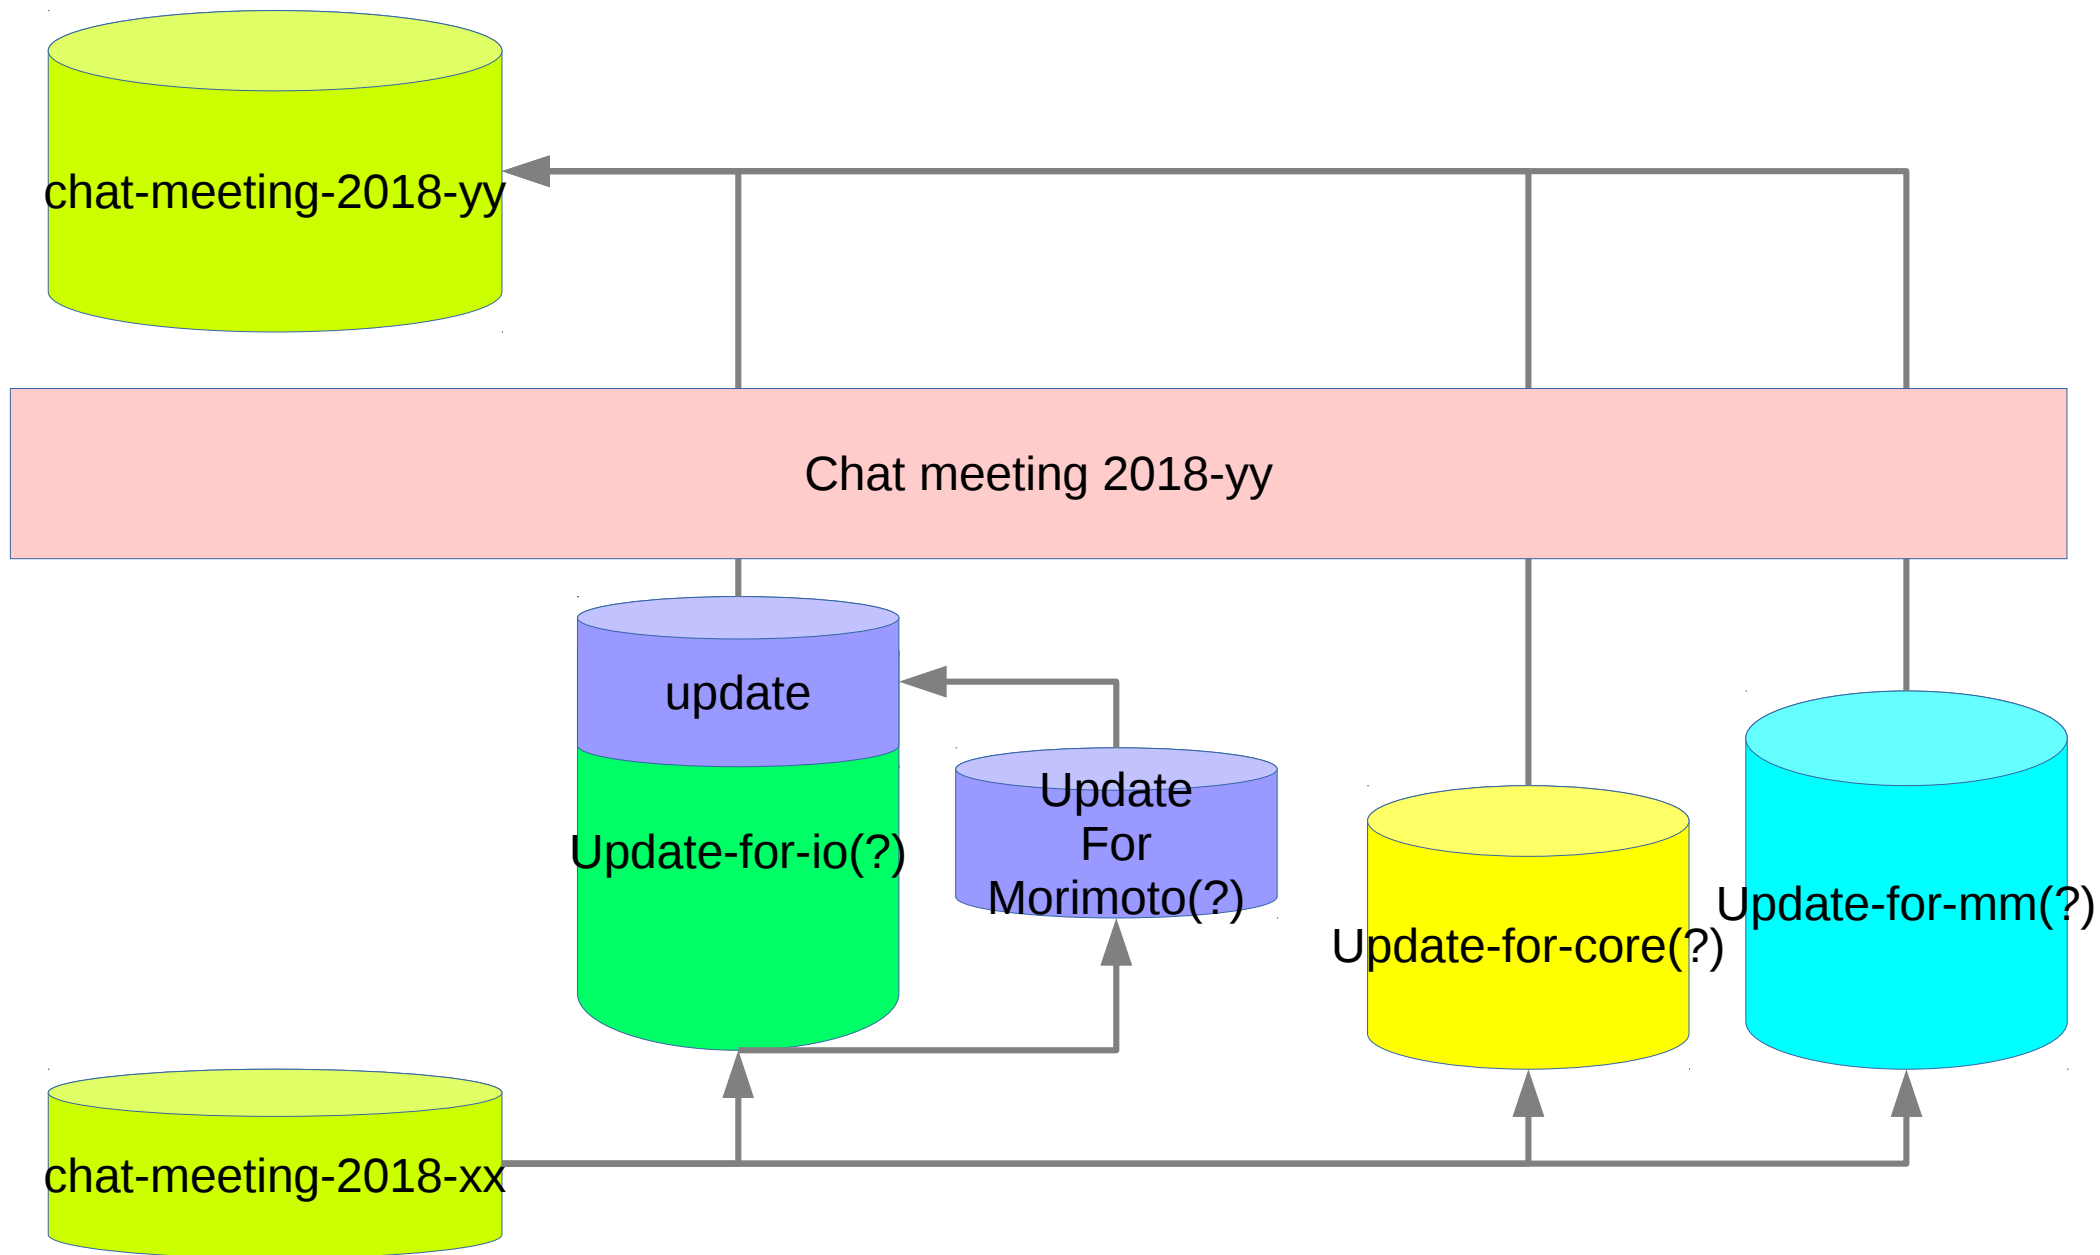 chat-meeting-2018-yy
Chat meeting 2018-yy
update
Update-for-io(?)
Update
For
Morimoto(?)
Update-for-core(?)
Update-for-mm(?)
chat-meeting-2018-xx